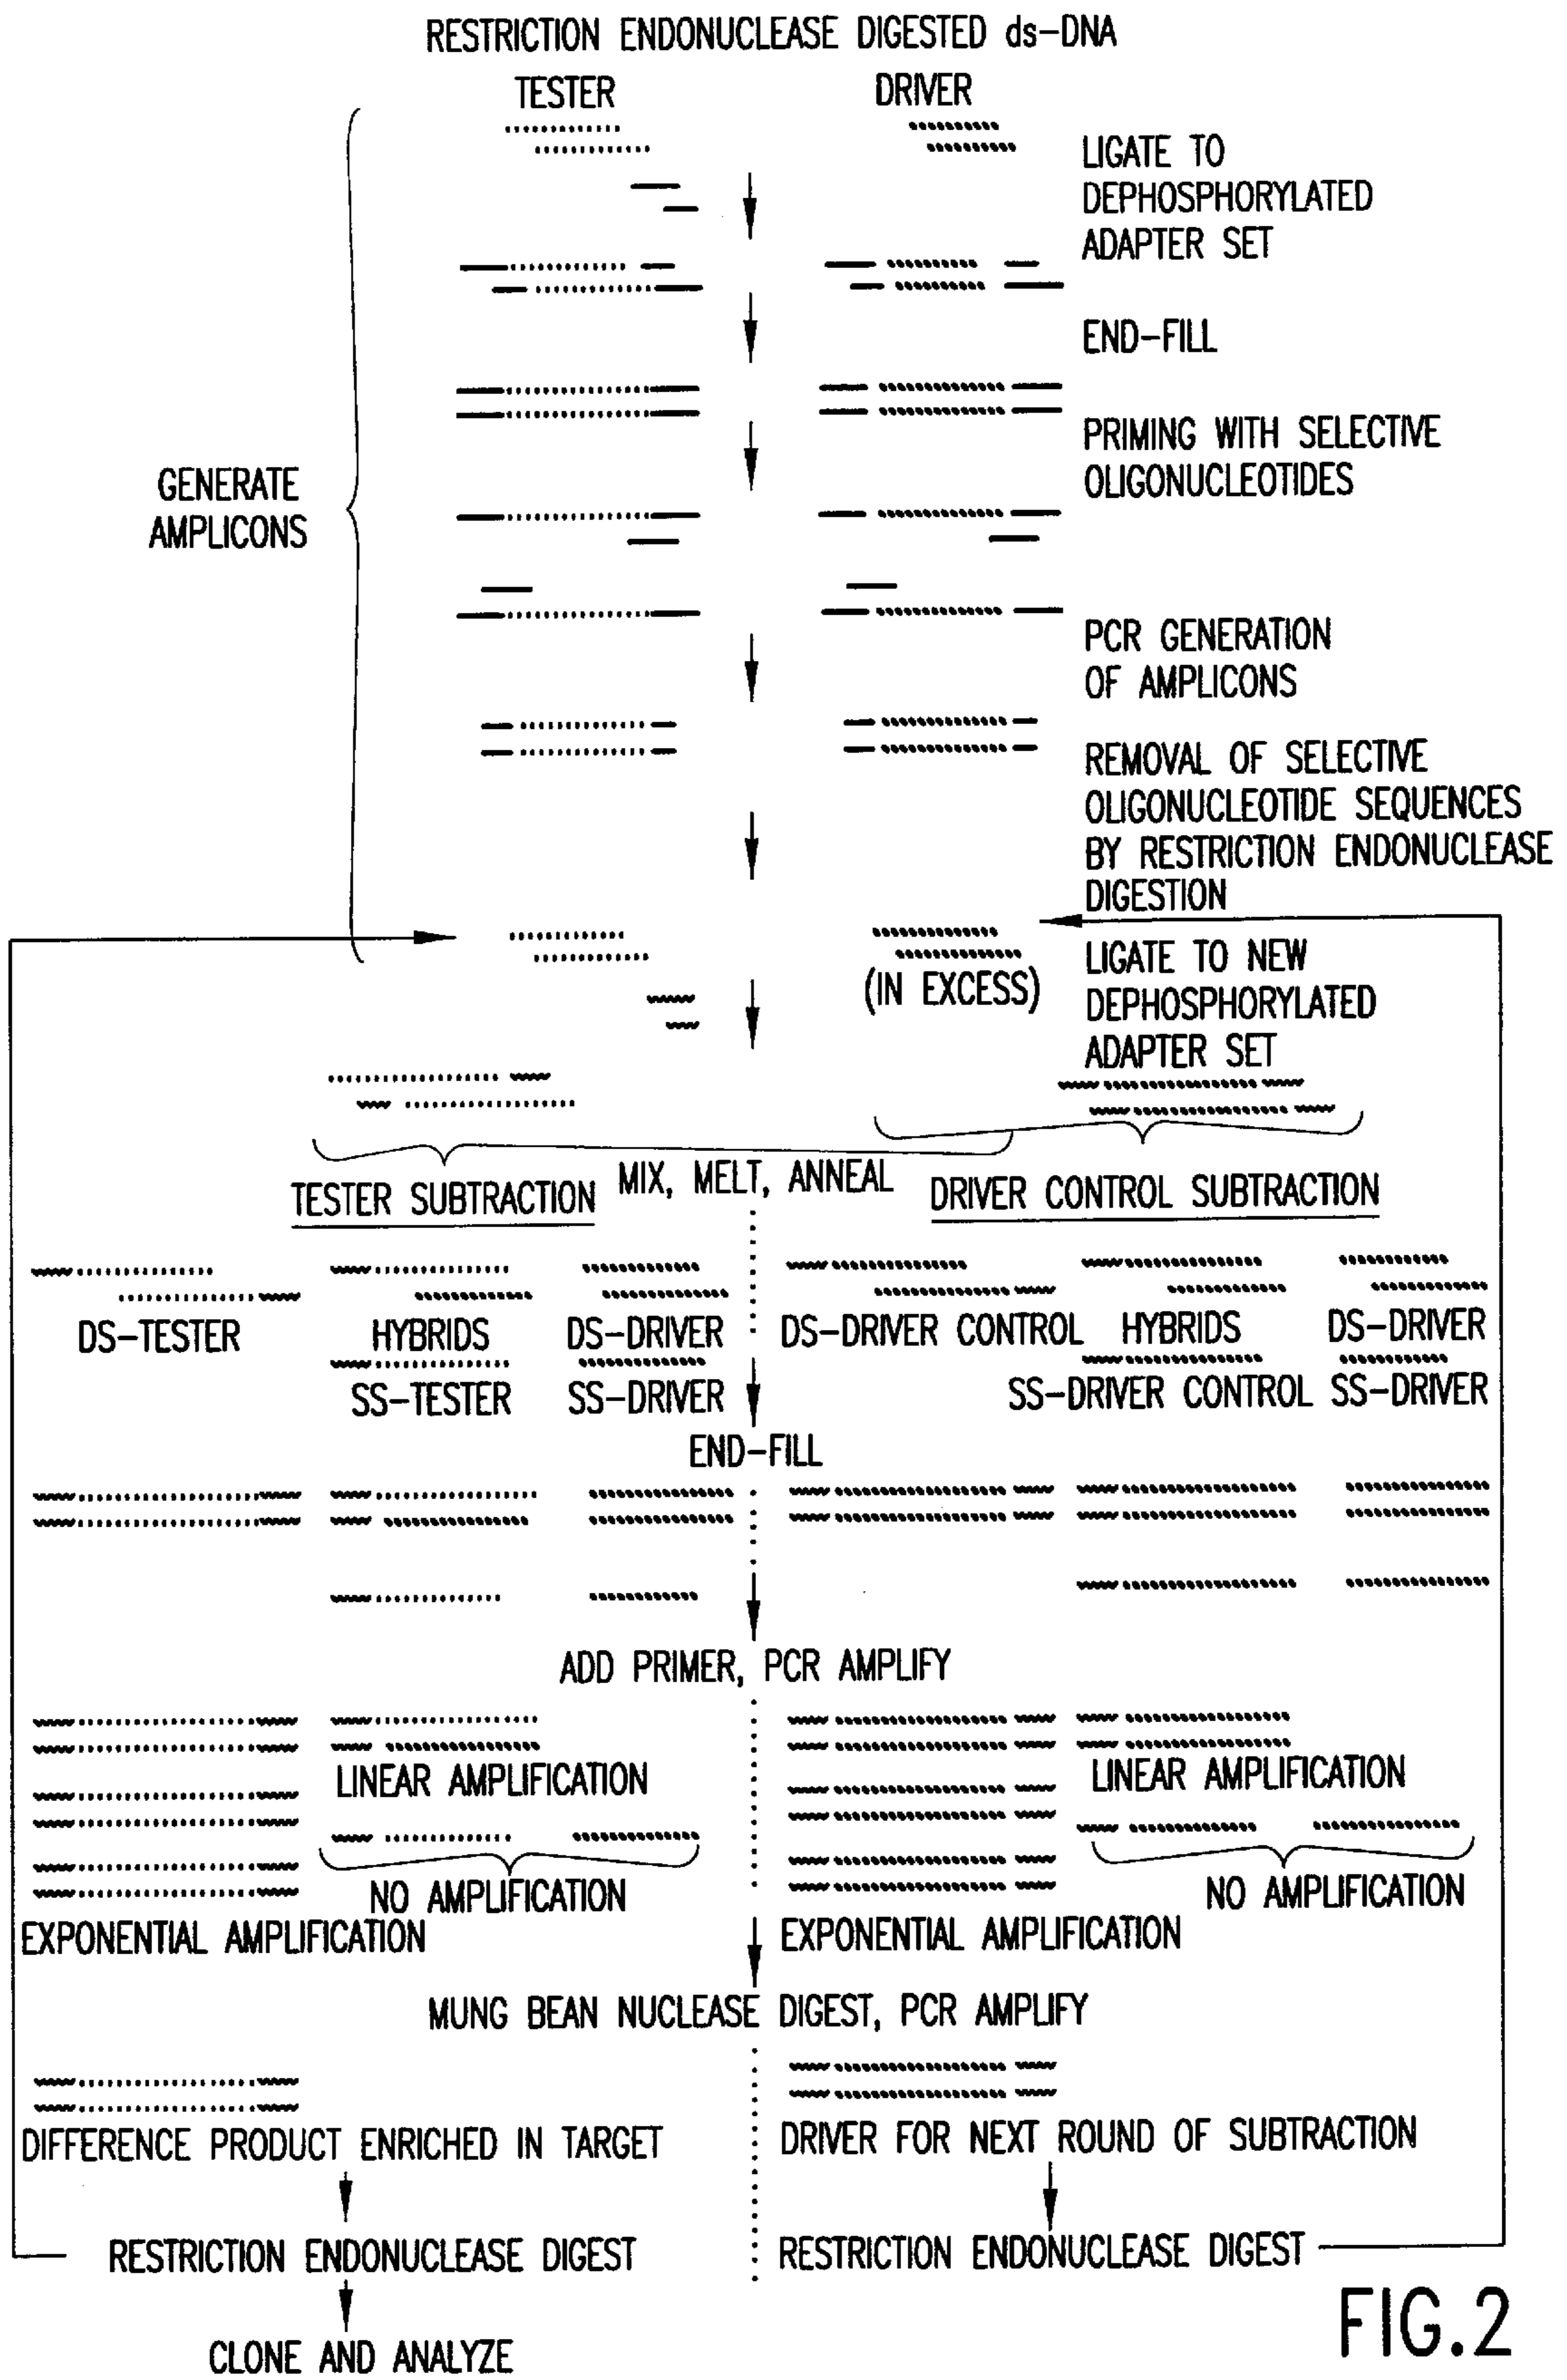 RESTRICTION ENDONUCLEASE DIGESTED ds-DNA
TESTER
DRIVER
LIGATE TO
DEPHOSPHORYLATED
ADAPTER SET
END-FILL
PRIMING WITH SELECTIVE
OLIGONUCLEOTIDES
GENERATE
AMPLICONS
PCR GENERATION
OF AMPLICONS
REMOVAL OF SELECTIVE
OLIGONUCLEOTIDE SEQUENCES
BY RESTRICTION ENDONUCLEASE
DIGESTION
(IN EXCESS)
LIGATE TO NEW
DEPHOSPHORYLATED
ADAPTER SET
MIX, MELT, ANNEAL
TESTER SUBTRACTION
DRIVER CONTROL SUBTRACTION
DS-TESTER
HYBRIDS
DS-DRIVER
DS-DRIVER CONTROL
HYBRIDS
DS-DRIVER
SS-TESTER
SS-DRIVER
SS-DRIVER CONTROL
SS-DRIVER
END-FILL
ADD PRIMER, PCR AMPLIFY
LINEAR AMPLIFICATION
LINEAR AMPLIFICATION
NO AMPLIFICATION
NO AMPLIFICATION
EXPONENTIAL AMPLIFICATION
EXPONENTIAL AMPLIFICATION
MUNG BEAN NUCLEASE DIGEST, PCR AMPLIFY
DIFFERENCE PRODUCT ENRICHED IN TARGET
DRIVER FOR NEXT ROUND OF SUBTRACTION
RESTRICTION ENDONUCLEASE DIGEST
RESTRICTION ENDONUCLEASE DIGEST
CLONE AND ANALYZE
FIG.2